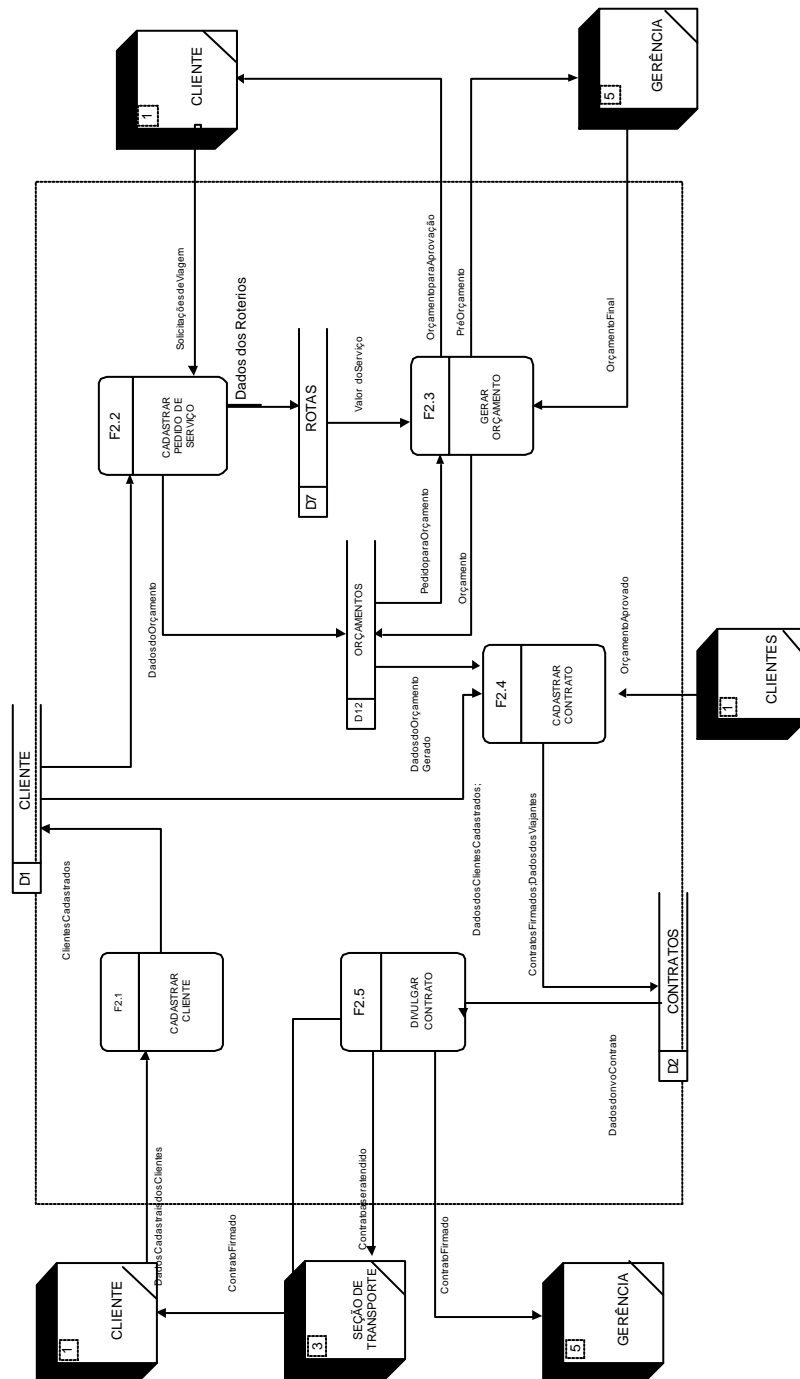 1
CLIENTE
DadosCadastraisdosClientes
F2.1
CADASTRAR
CLIENTE
ClientesCadastrados
D1
CLIENTE
DadosdoOrçamento
F2.2
CADASTRAR
PEDIDO DE
SERVIÇO
SolicitaçõesdeViagem
1
CLIENTE
Dados dos Roterios
D7
ROTAS
Valor doServiço
ContratoFirmado
3
SEÇÃO DE
TRANSPORTE
Contratoaseratendido
F2.5
DIVULGAR
CONTRATO
ContratoFirmado
D12
ORÇAMENTOS
PedidoparaOrçamento
Orçamento
F2.3
GERAR
ORÇAMENTO
OrçamentoparaAprovação
PréOrçamento
DadosdoOrçamento
Gerado
DadosdosClientesCadastrados;
F2.4
CADASTRAR
CONTRATO
ContratosFirmados;DadosdosViajantes
OrçamentoAprovado
OrçamentoFinal
5
GERÊNCIA
5
GERÊNCIA
DadosdonvoContrato
D2
CONTRATOS
1
CLIENTES